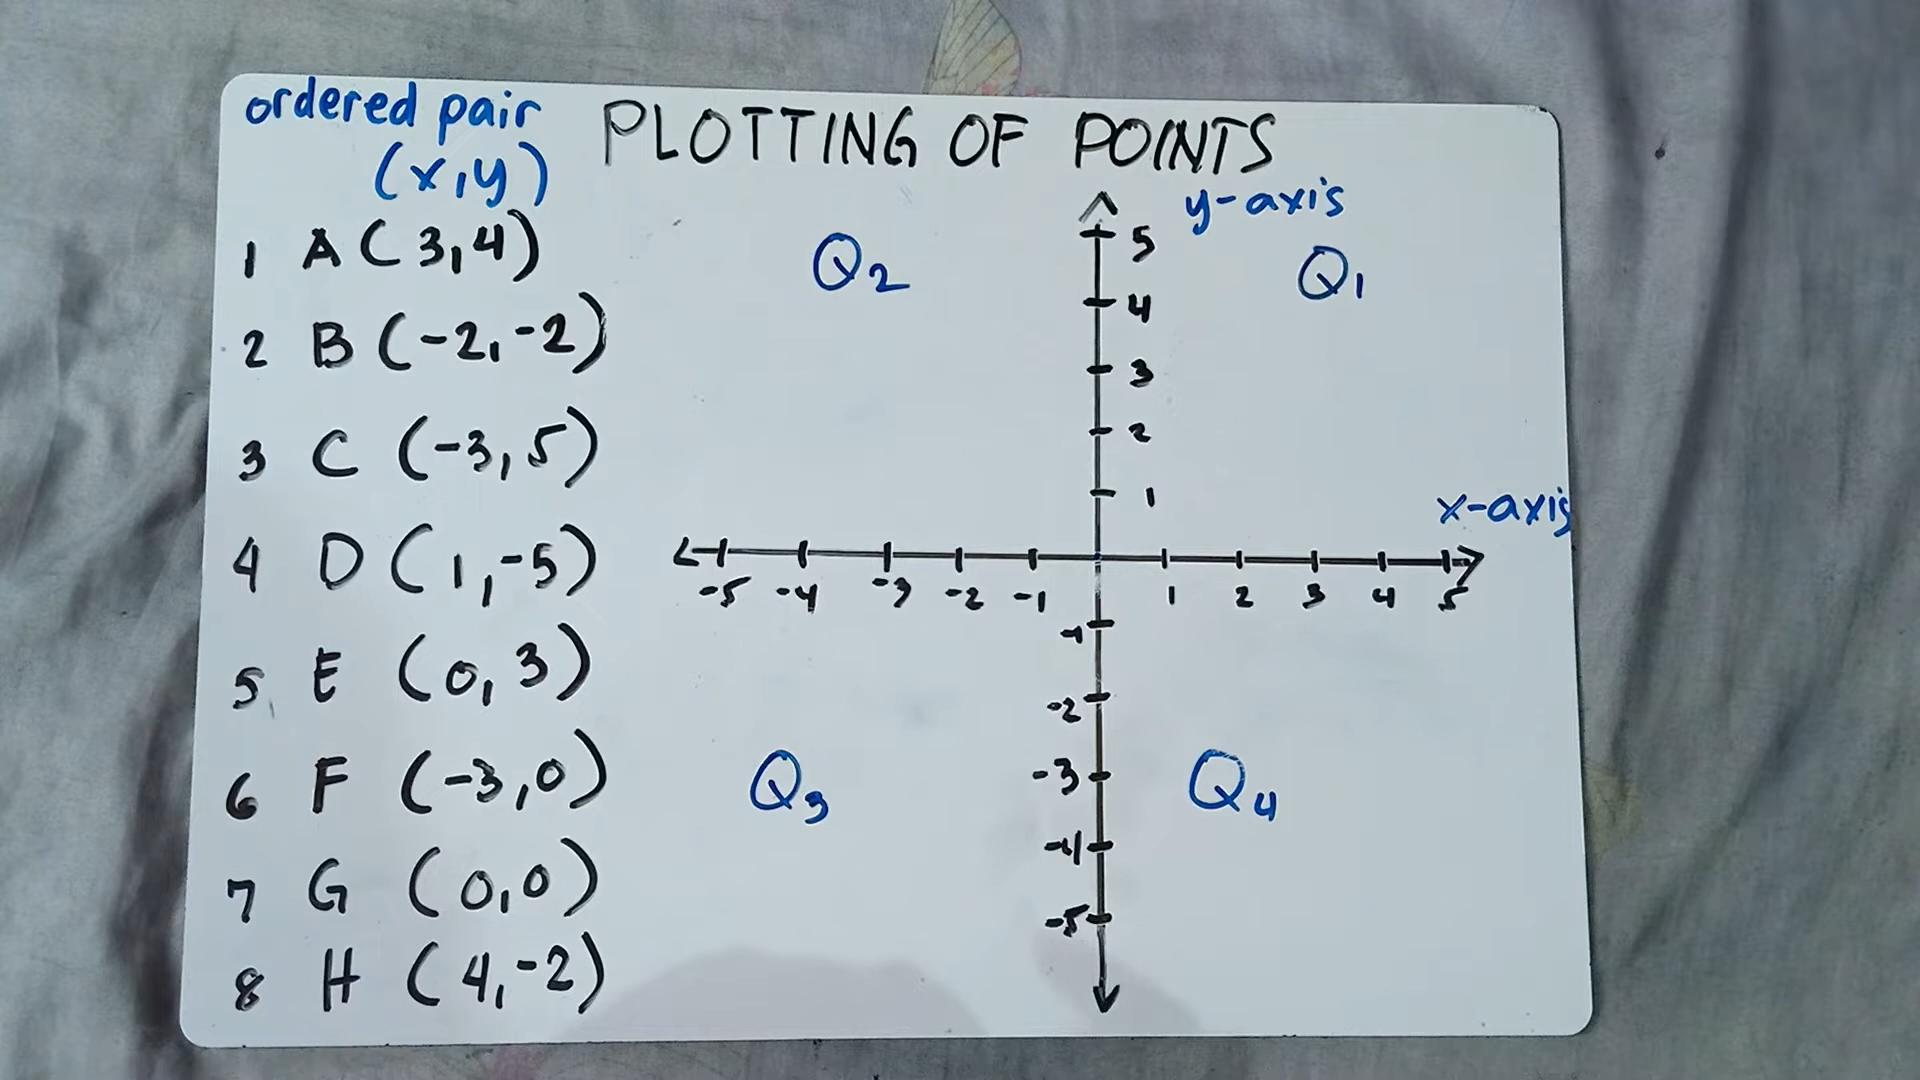 ordered pair
(x,y)
PLOTTING OF POINTS
1 A (3,4)
2 B (-2,-2)
3 C (-3,5)
4 D (1,-5)
5 E (0,3)
6 F (-3,0)
7 G (0,0)
8 H (4,-2)
y-axis
Q2
Q1
5
4
3
2
1
x-axis
-5 -4 -3 -2 -1 1 2 3 4 5
-1
-2
-3
-4
-5
Q3
Q4